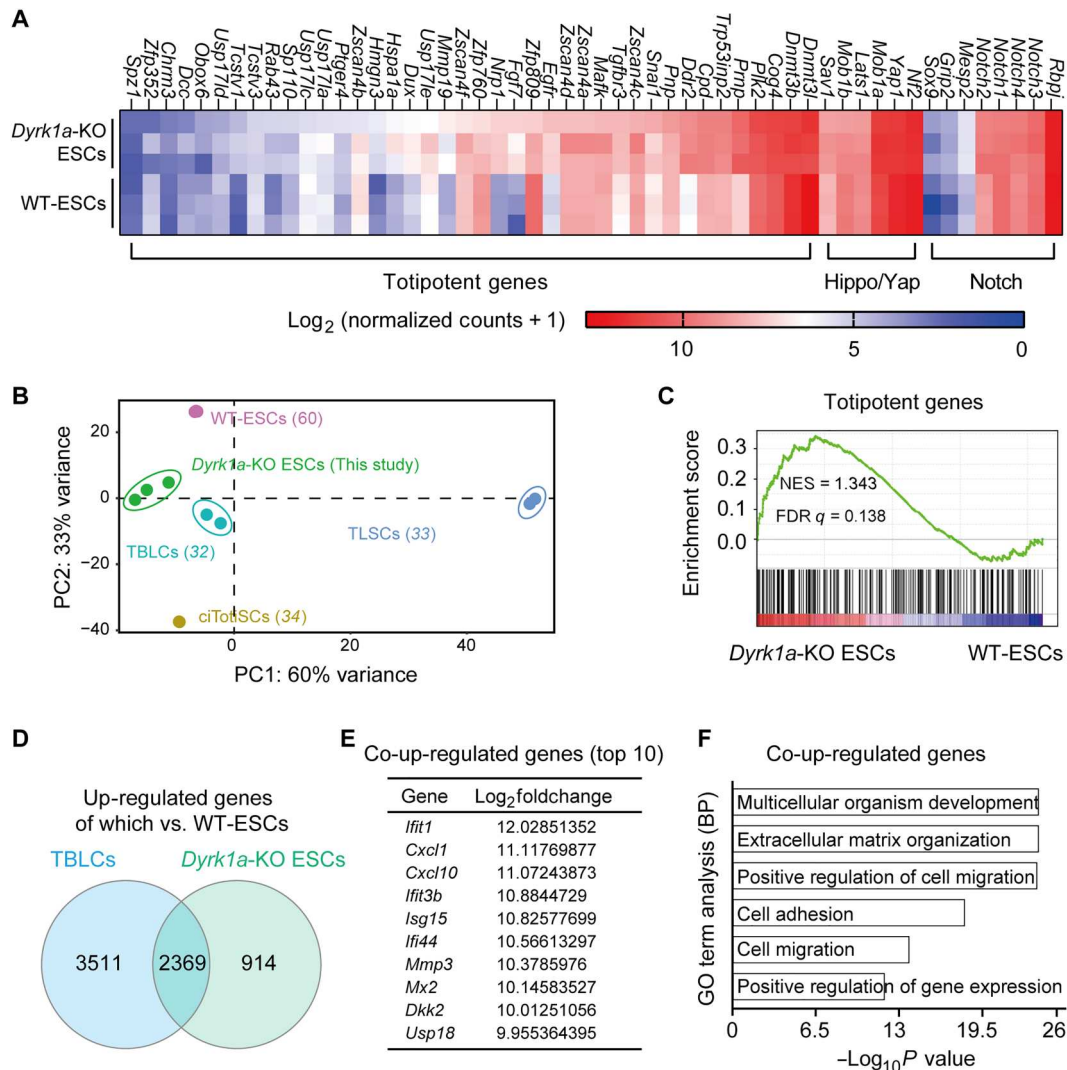 A
Spz1
Zfp352
Chrm3
Dcc
Obox6
Usp17ld
Tcstv1
Tcstv3
Rab43
Sp110
Usp17lc
Usp17la
Ptger4
Zscan4b
Hmgn3
Hspa1a
Dux
Usp17le
Mmp19
Zscan4f
Zfp760
Nrp1
Fgf7
Zfp809
Egfr
Zscan4d
Zscan4a
Mafk
Tgfbr3
Zscan4c
Snai1
Pnp
Ddr2
Cpd
Trp53inp2
Prmp
Plk2
Cog4
Dnmt3b
Dnmt3l
Sav1
Mob1b
Lats1
Mob1a
Yap1
Nf2
Sox9
Grip2
Mesp2
Notch2
Notch1
Notch4
Notch3
Rbpj
Dyrk1a-KO
ESCs
WT-ESCs
Totipotent genes
Hippo/Yap
Notch
Log2 (normalized counts + 1)
10
5
0
B
WT-ESCs (60)
Dyrk1a-KO ESCs (This study)
TBLCs (32)
TLSCs (33)
ciTotiSCs (34)
PC2: 33% variance
20
0
−20
−40
0
20
40
PC1: 60% variance
C
Totipotent genes
Enrichment score
0.3
0.2
0.1
0.0
NES = 1.343
FDR q = 0.138
Dyrk1a-KO ESCs
WT-ESCs
D
Up-regulated genes
of which vs. WT-ESCs
TBLCs
Dyrk1a-KO ESCs
3511
2369
914
E
Co-up-regulated genes (top 10)
Gene Log2foldchange
Ifit1 12.02851352
Cxcl1 11.11769877
Cxcl10 11.07243873
Ifit3b 10.8844729
Isg15 10.82577699
Ifi44 10.56613297
Mmp3 10.3785976
Mx2 10.14583527
Dkk2 10.01251056
Usp18 9.955364395
F
Co-up-regulated genes
GO term analysis (BP)
Multicellular organism development
Extracellular matrix organization
Positive regulation of cell migration
Cell adhesion
Cell migration
Positive regulation of gene expression
0
6.5
13
19.5
26
−Log10P value